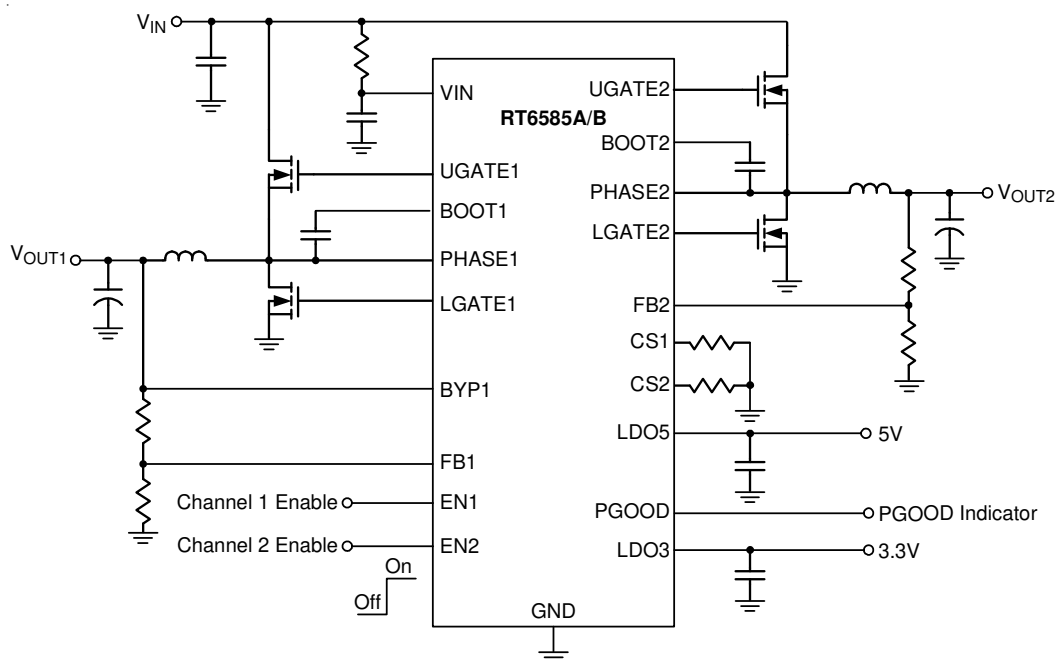 VIN
VIN
RT6585A/B
UGATE2
BOOT2
UGATE1
BOOT1
PHASE2
VOUT2
LGATE2
VOUT1
PHASE1
LGATE1
FB2
CS1
CS2
BYP1
LDO5
5V
FB1
Channel 1 Enable
EN1
PGOOD
PGOOD Indicator
Channel 2 Enable
EN2
LDO3
3.3V
On
Off
GND